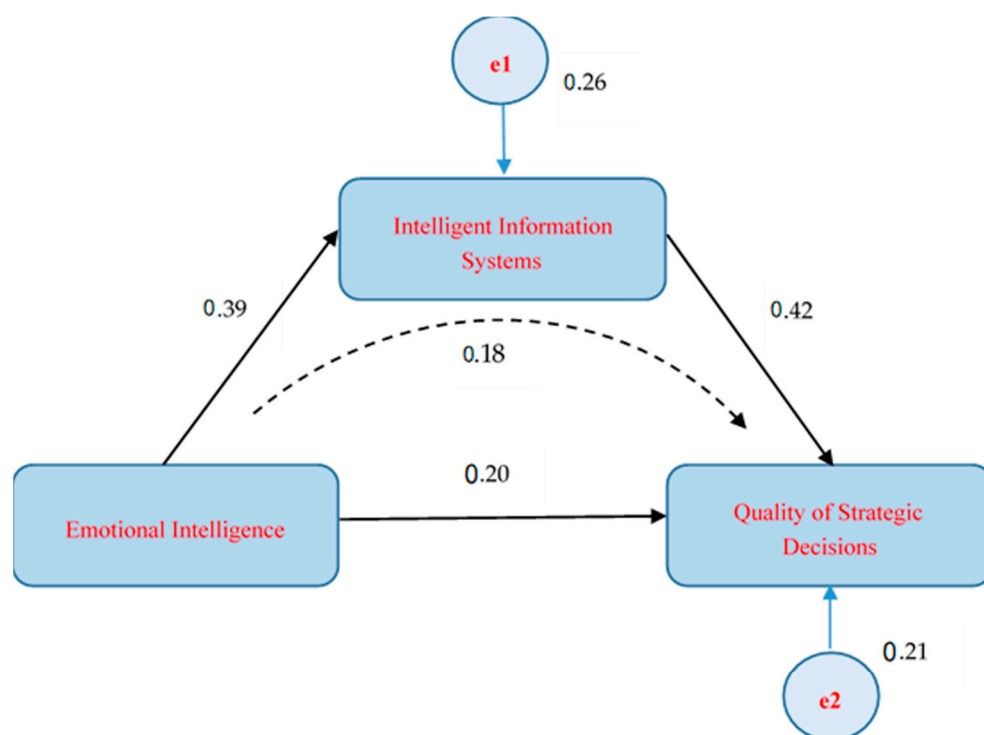 e1
0.26
Intelligent Information
Systems
0.39
0.42
0.18
0.20
Emotional Intelligence
Quality of Strategic
Decisions
0.21
e2